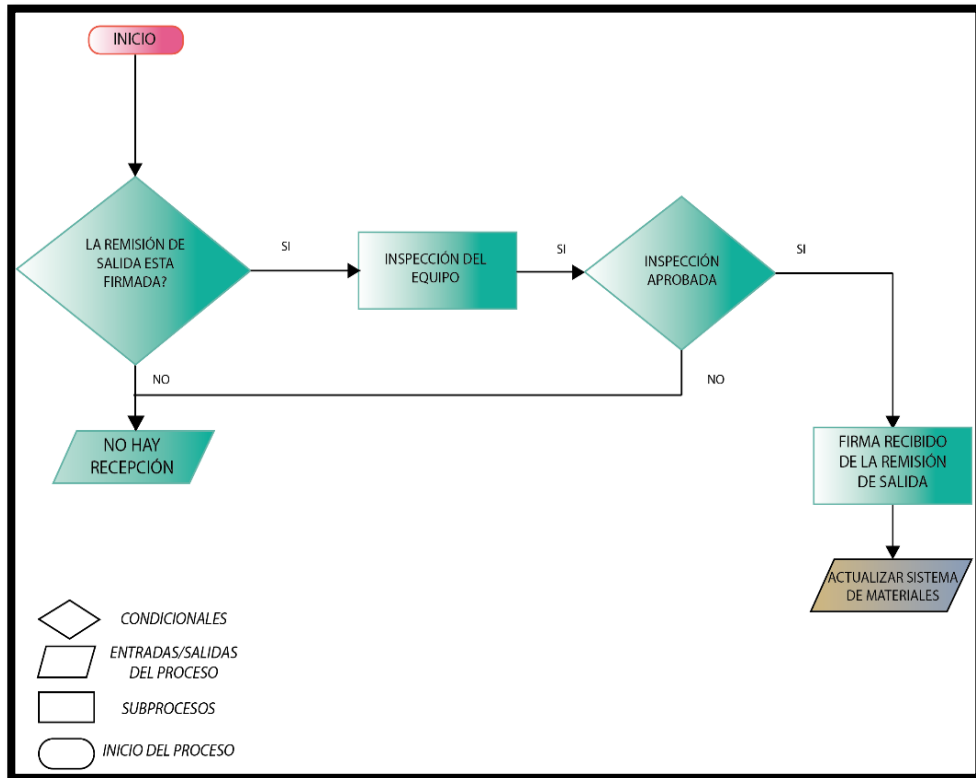 INICIO
LA REMISIÓN DE
SALIDA ESTA
FIRMADA?
SI
INSPECCIÓN DEL
EQUIPO
SI
INSPECCIÓN
APROBADA
SI
NO
NO
NO HAY
RECEPCIÓN
FIRMA RECIBIDO
DE LA REMISIÓN
DE SALIDA
ACTUALIZAR SISTEMA
DE MATERIALES
CONDICIONALES
ENTRADAS/SALIDAS
DEL PROCESO
SUBPROCESOS
INICIO DEL PROCESO